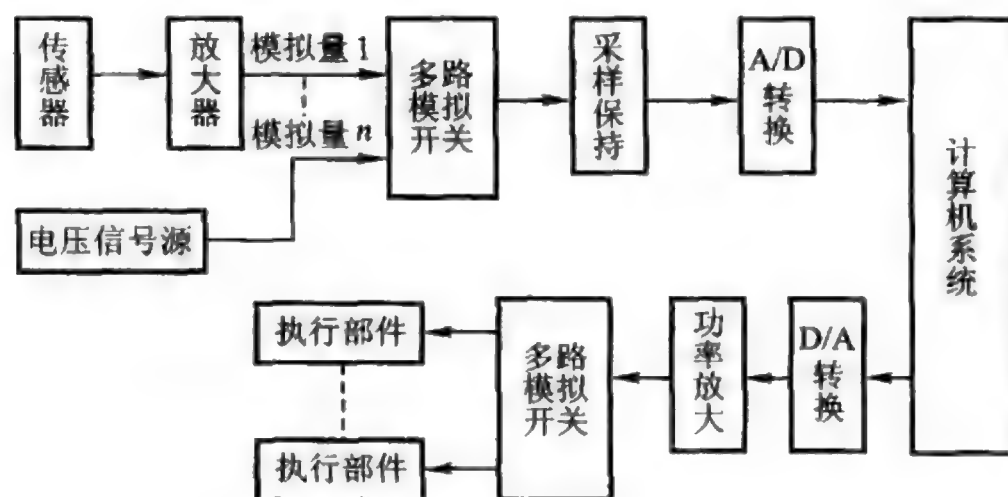 传感器
放大器
模拟量1
模拟量n
多路
模拟
开关
采样保持
A/D
转换
计算机系统
电压信号源
执行部件
执行部件
多路
模拟
开关
功率放大
D/A
转换